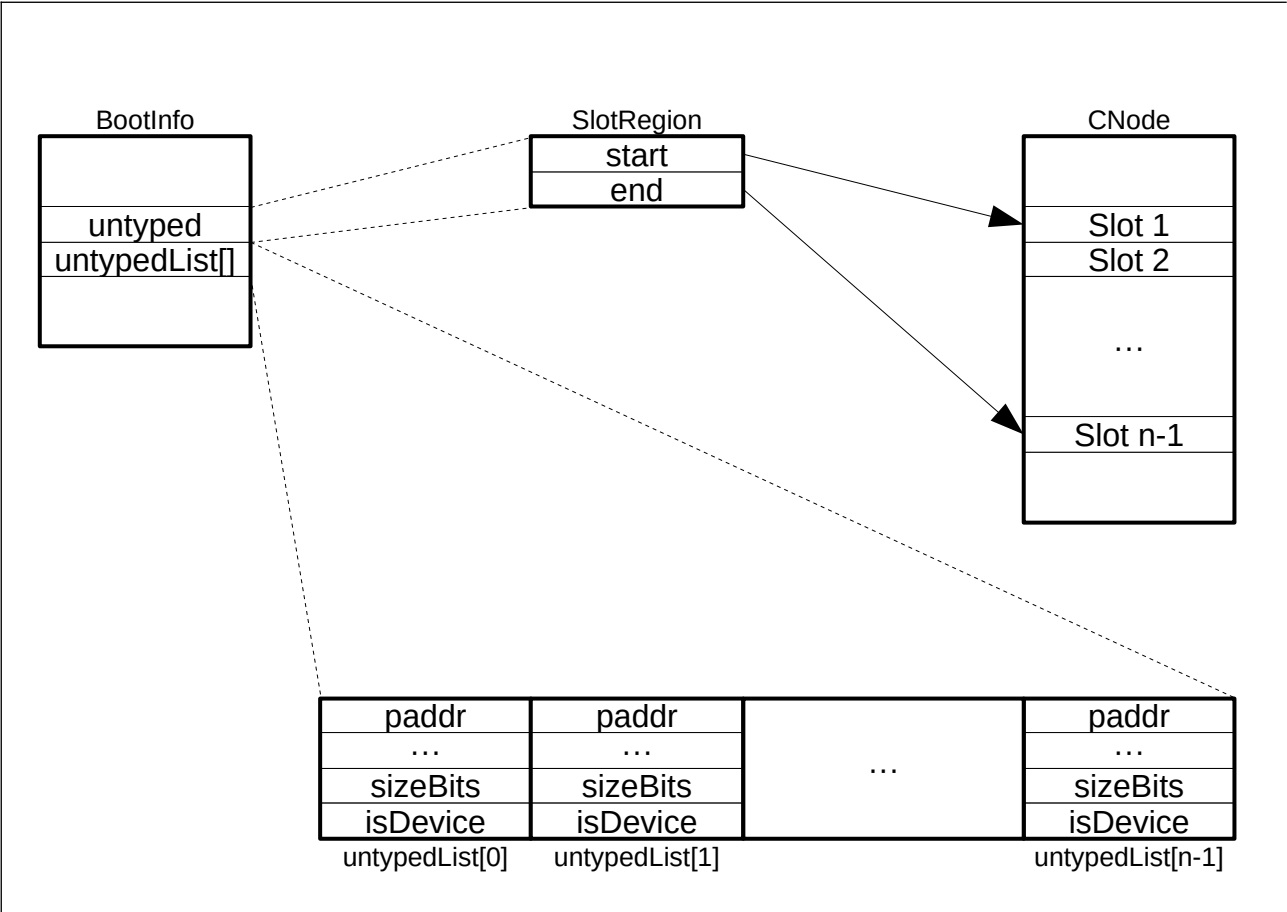 BootInfo
untyped
untypedList[]
SlotRegion
start
end
CNode
Slot 1
Slot 2
…
Slot n-1
paddr
…
sizeBits
isDevice
untypedList[0]
paddr
…
sizeBits
isDevice
untypedList[1]
…
paddr
…
sizeBits
isDevice
untypedList[n-1]